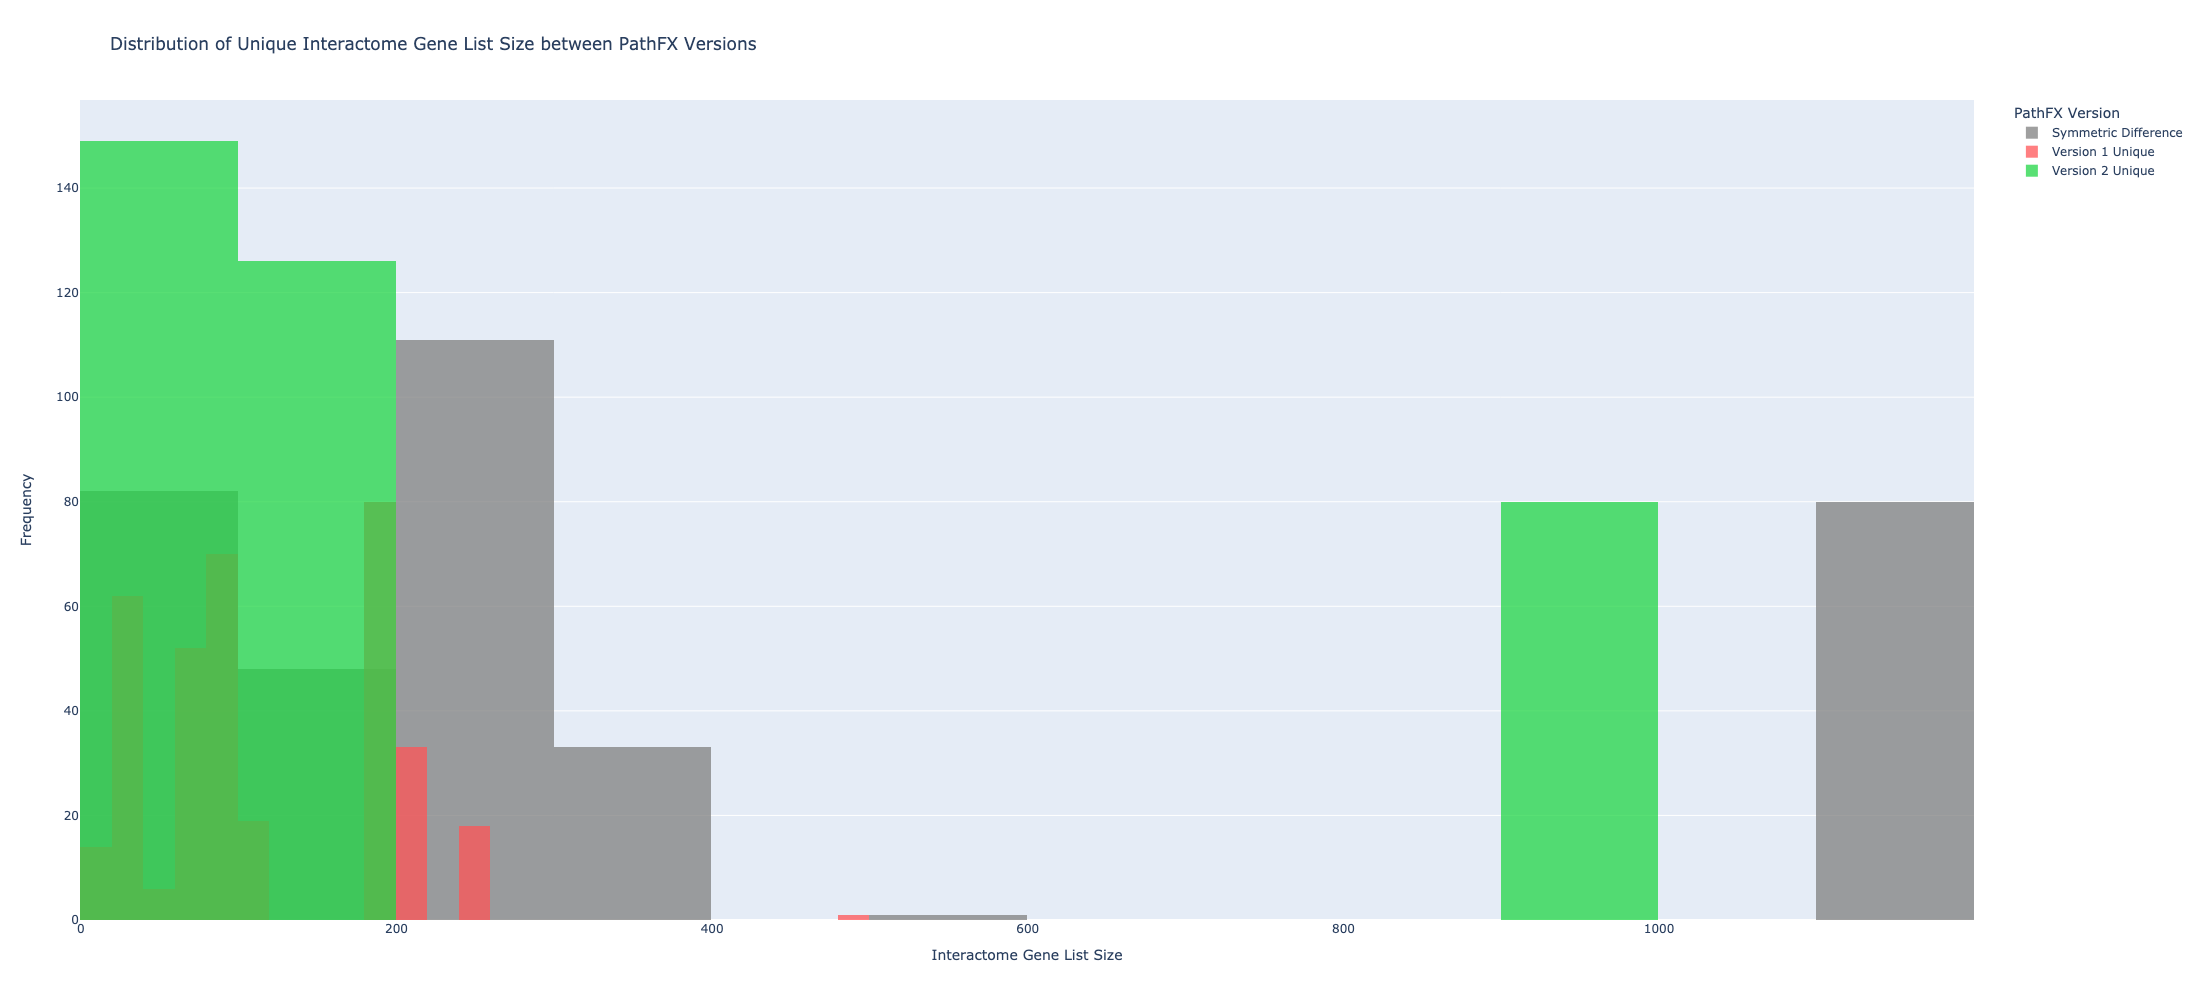 Distribution of Unique Interactome Gene List Size between PathFX Versions
PathFX Version
Symmetric Difference
Version 1 Unique
Version 2 Unique
140
120
100
80
60
40
20
0
Frequency
0 200 400 600 800 1000
Interactome Gene List Size